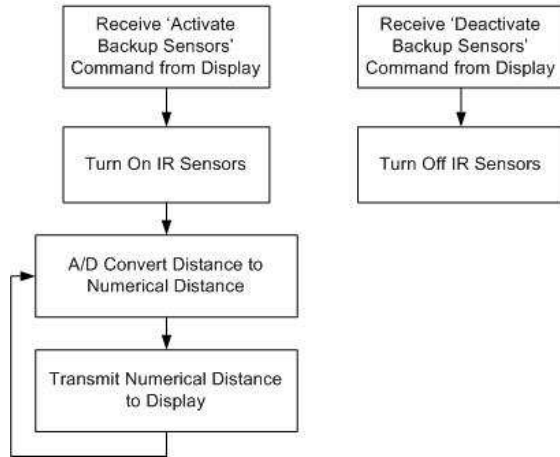 Receive ‘Activate
Backup Sensors’
Command from Display
Turn On IR Sensors
A/D Convert Distance to
Numerical Distance
Transmit Numerical Distance
to Display
Receive ‘Deactivate
Backup Sensors’
Command from Display
Turn Off IR Sensors